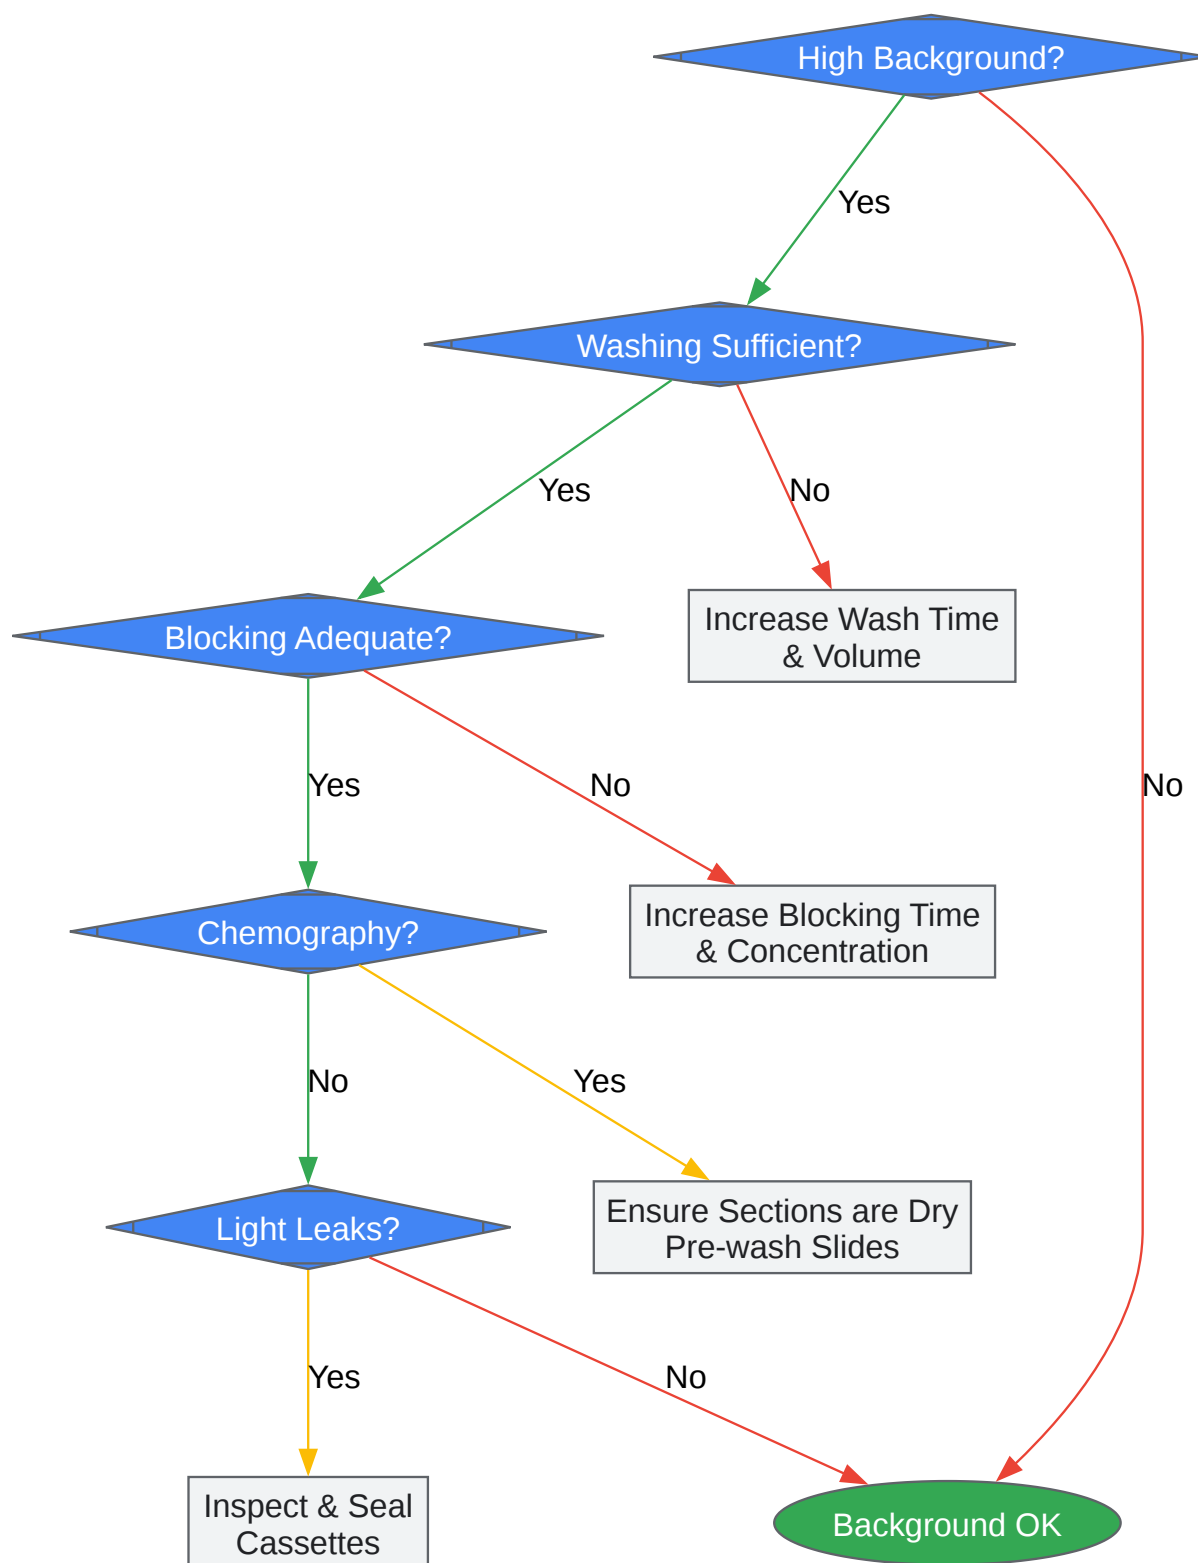 High Background?
Yes
Washing Sufficient?
Yes
No
Increase Wash Time
& Volume
Blocking Adequate?
Yes
No
No
Increase Blocking Time
& Concentration
Chemography?
No
Yes
Ensure Sections are Dry
Pre-wash Slides
Light Leaks?
Yes
No
Inspect & Seal
Cassettes
Background OK